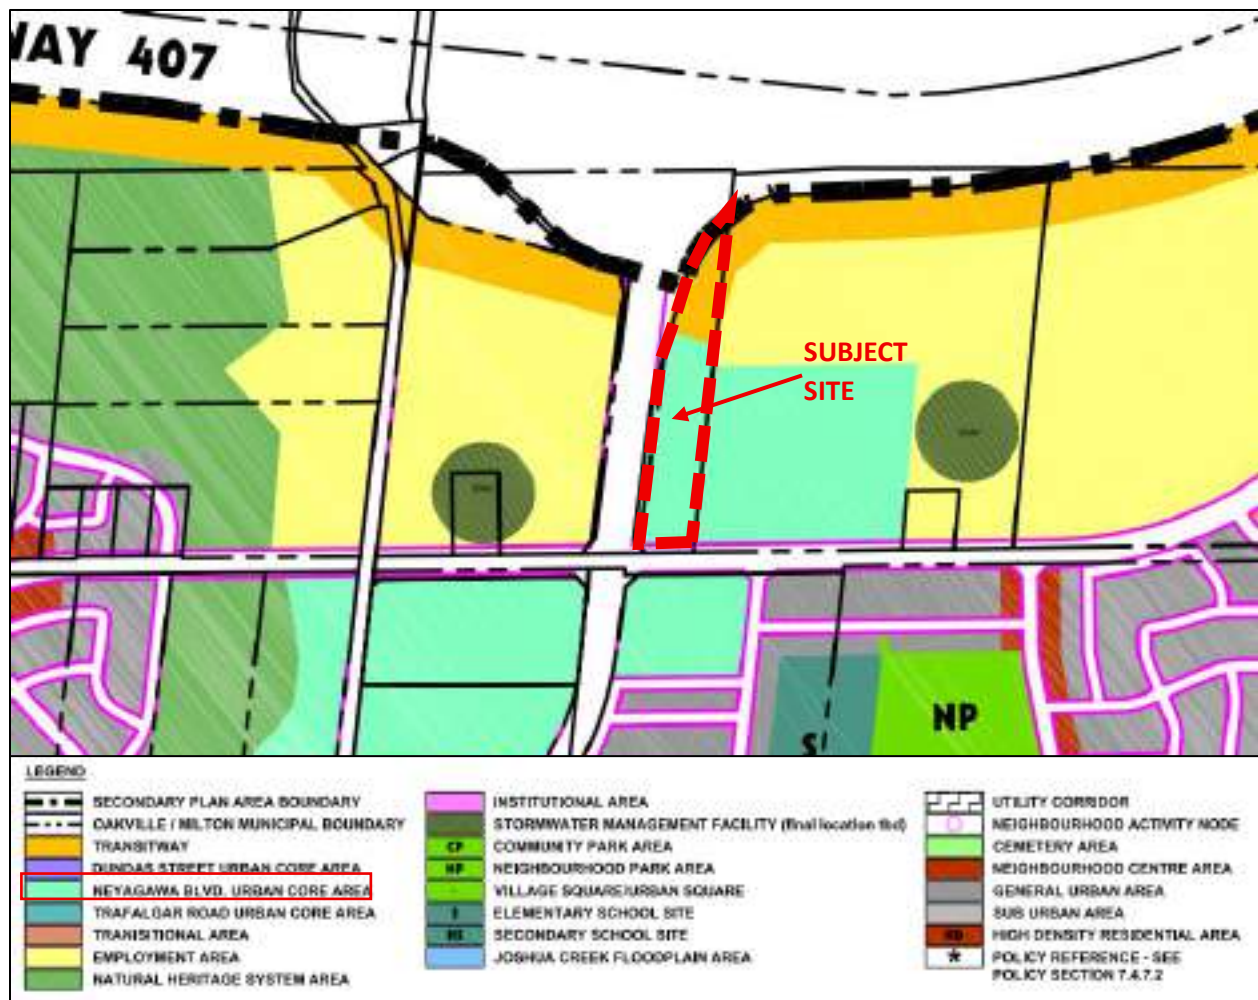 WAY 407
SUBJECT
SITE
NP
S
LEGEND
SECONDARY PLAN AREA BOUNDARY
OAKVILLE / MILTON MUNICIPAL BOUNDARY
TRANSITWAY
DUNDAS STREET URBAN CORE AREA
NEYAGAWA BLVD. URBAN CORE AREA
TRAFALGAR ROAD URBAN CORE AREA
TRANISITIONAL AREA
EMPLOYMENT AREA
NATURAL HERITAGE SYSTEM AREA
INSTITUTIONAL AREA
STORMWATER MANAGEMENT FACILITY (final location tbd)
CP COMMUNITY PARK AREA
NP NEIGHBOURHOOD PARK AREA
VILLAGE SQUARE/URBAN SQUARE
S ELEMENTARY SCHOOL SITE
HS SECONDARY SCHOOL SITE
JOSHUA CREEK FLOODPLAIN AREA
UTILITY CORRIDOR
NEIGHBOURHOOD ACTIVITY NODE
CEMETERY AREA
NEIGHBOURHOOD CENTRE AREA
GENERAL URBAN AREA
SUB URBAN AREA
HD HIGH DENSITY RESIDENTIAL AREA
* POLICY REFERENCE - SEE
POLICY SECTION 7.4.7.2